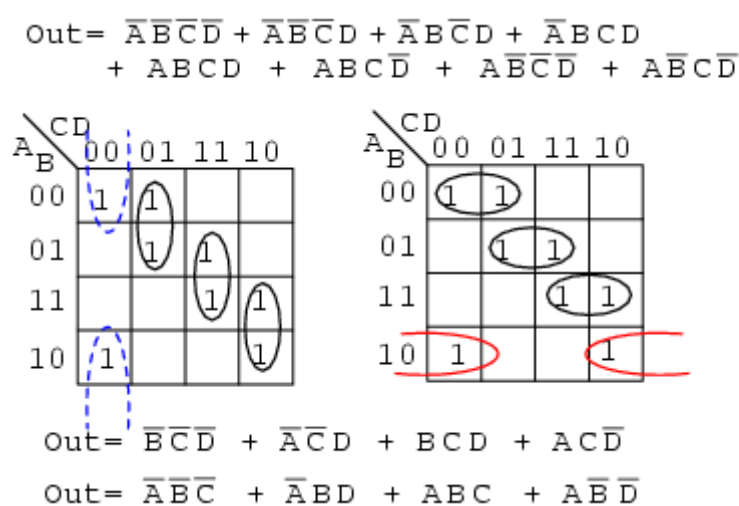 Out= A̅B̅C̅D̅ + A̅B̅C̅D + A̅BC̅D + A̅BCD
+ ABCD + ABCD̅ + AB̅C̅D̅ + AB̅CD̅
CD CD
A B 00 01 11 10 A B 00 01 11 10
00 1 1 00 1 1
01 1 1 01 1 1
11 1 1 11 1 1
10 1 1 10 1 1
Out= B̅C̅D̅ + A̅C̅D + BCD + ACD̅
Out= A̅B̅C̅ + A̅BD + ABC + AB̅D̅